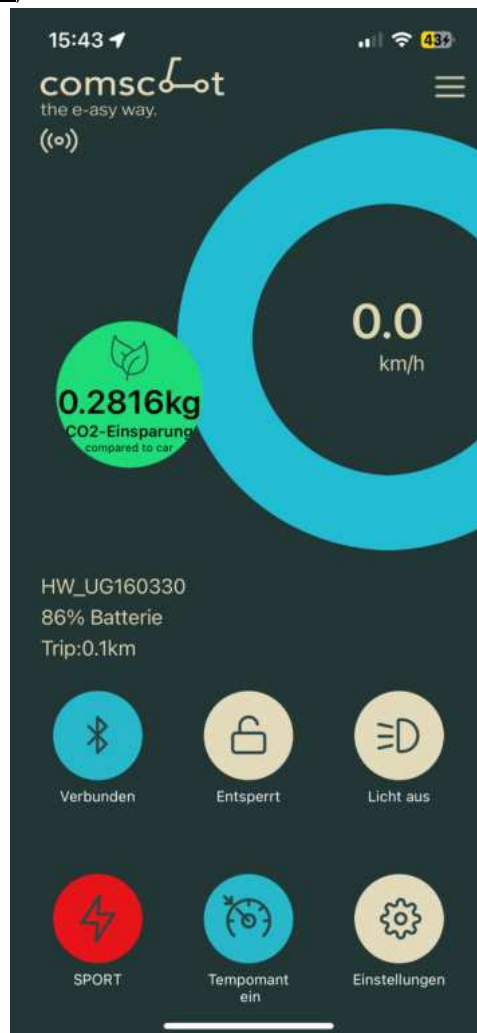 15:43
43
comscoot
the e-asy way.
0.0
km/h
0.2816kg
CO2-Einsparung
compared to car
HW_UG160330
86% Batterie
Trip:0.1km
Verbunden
Entsperrt
Licht aus
SPORT
Tempomant
ein
Einstellungen